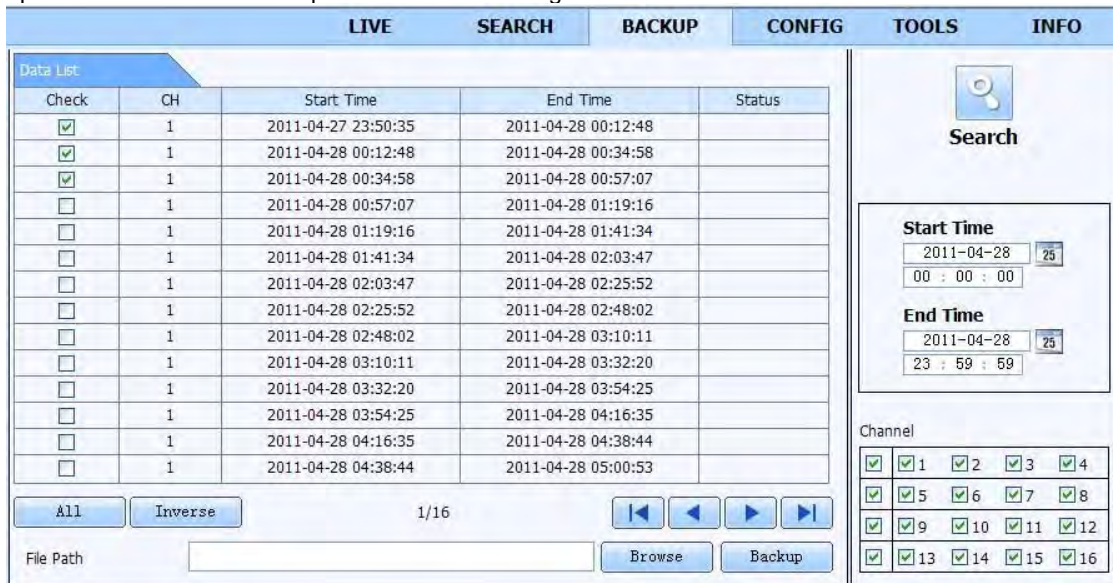 LIVE SEARCH BACKUP CONFIG TOOLS INFO
Data List
Check CH Start Time End Time Status
1 2011-04-27 23:50:35 2011-04-28 00:12:48
1 2011-04-28 00:12:48 2011-04-28 00:34:58
1 2011-04-28 00:34:58 2011-04-28 00:57:07
1 2011-04-28 00:57:07 2011-04-28 01:19:16
1 2011-04-28 01:19:16 2011-04-28 01:41:34
1 2011-04-28 01:41:34 2011-04-28 02:03:47
1 2011-04-28 02:03:47 2011-04-28 02:25:52
1 2011-04-28 02:25:52 2011-04-28 02:48:02
1 2011-04-28 02:48:02 2011-04-28 03:10:11
1 2011-04-28 03:10:11 2011-04-28 03:32:20
1 2011-04-28 03:32:20 2011-04-28 03:54:25
1 2011-04-28 03:54:25 2011-04-28 04:16:35
1 2011-04-28 04:16:35 2011-04-28 04:38:44
1 2011-04-28 04:38:44 2011-04-28 05:00:53
All Inverse 1/16
File Path Browse Backup
Search
Start Time
2011-04-28 25
00 : 00 : 00
End Time
2011-04-28 25
23 : 59 : 59
Channel
1 2 3 4
5 6 7 8
9 10 11 12
13 14 15 16